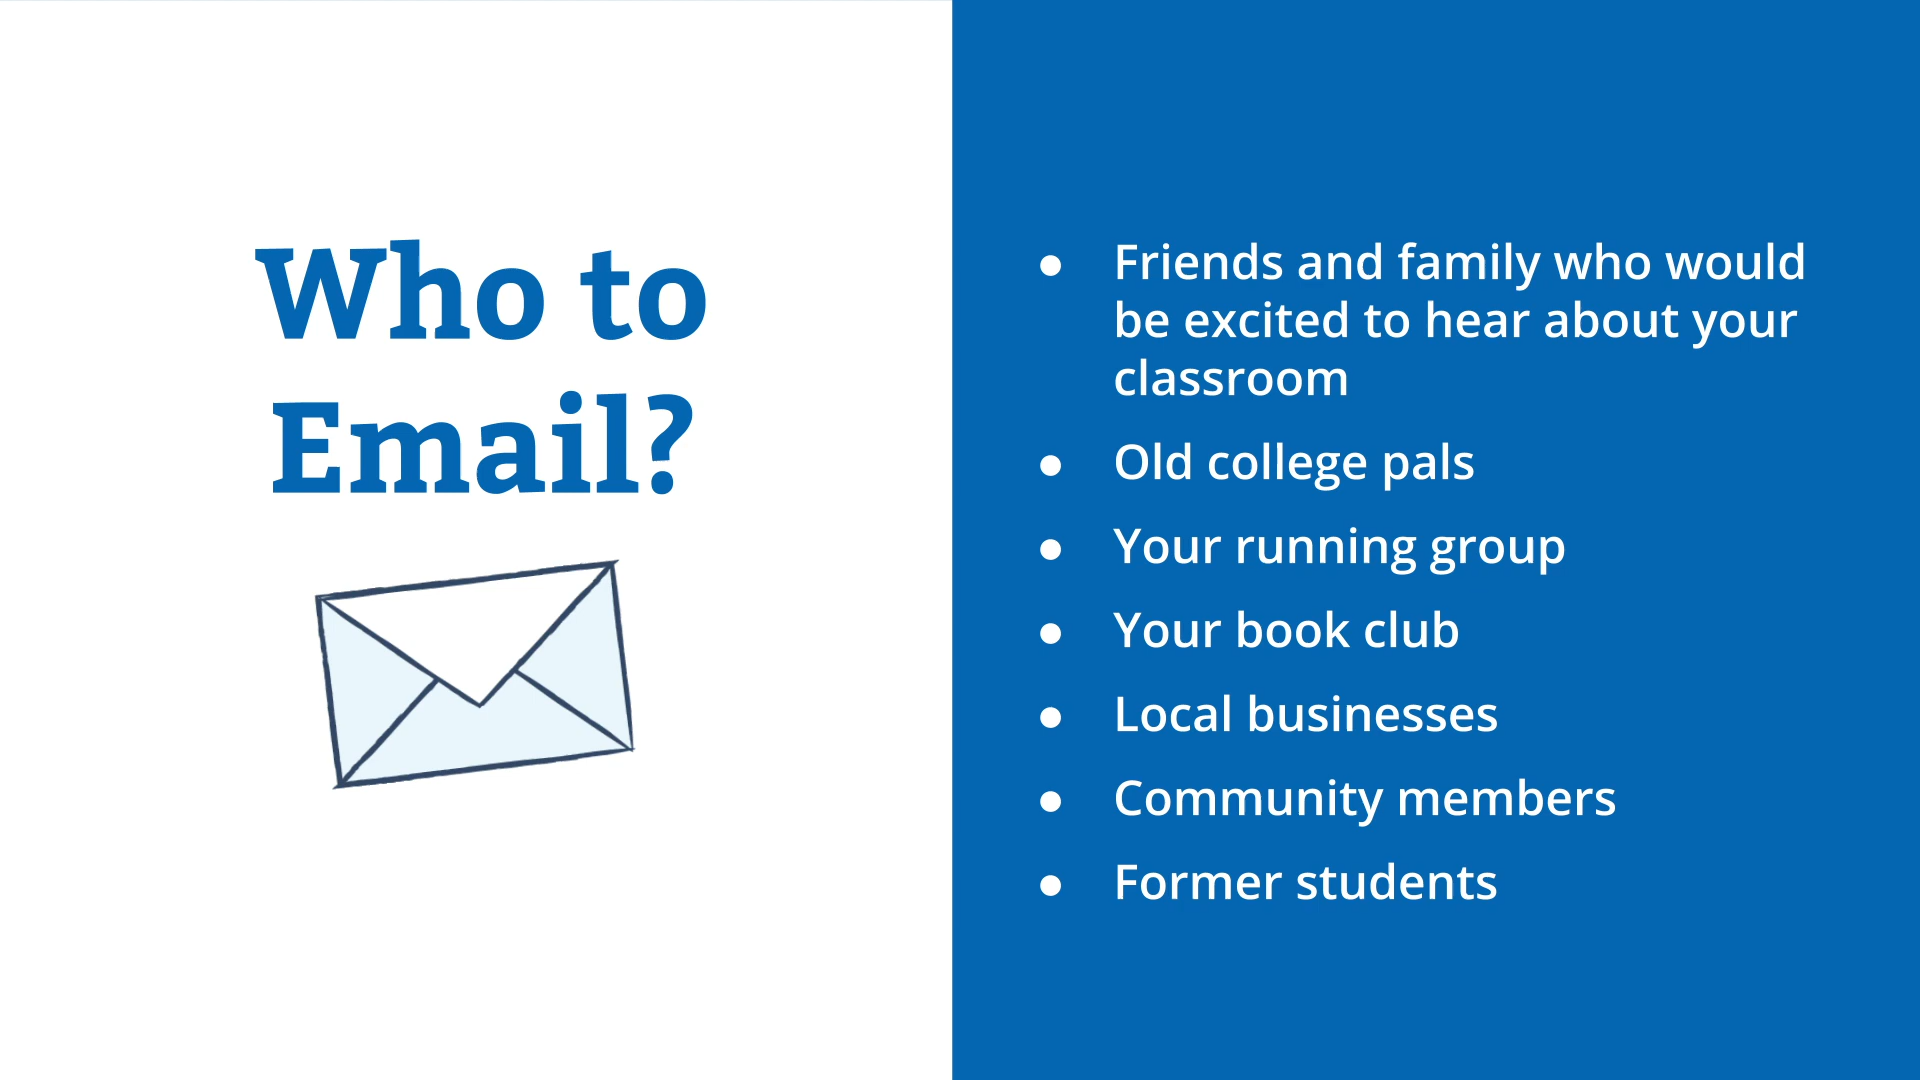 Who to
Email?
● Friends and family who would
be excited to hear about your
classroom
● Old college pals
● Your running group
● Your book club
● Local businesses
● Community members
● Former students